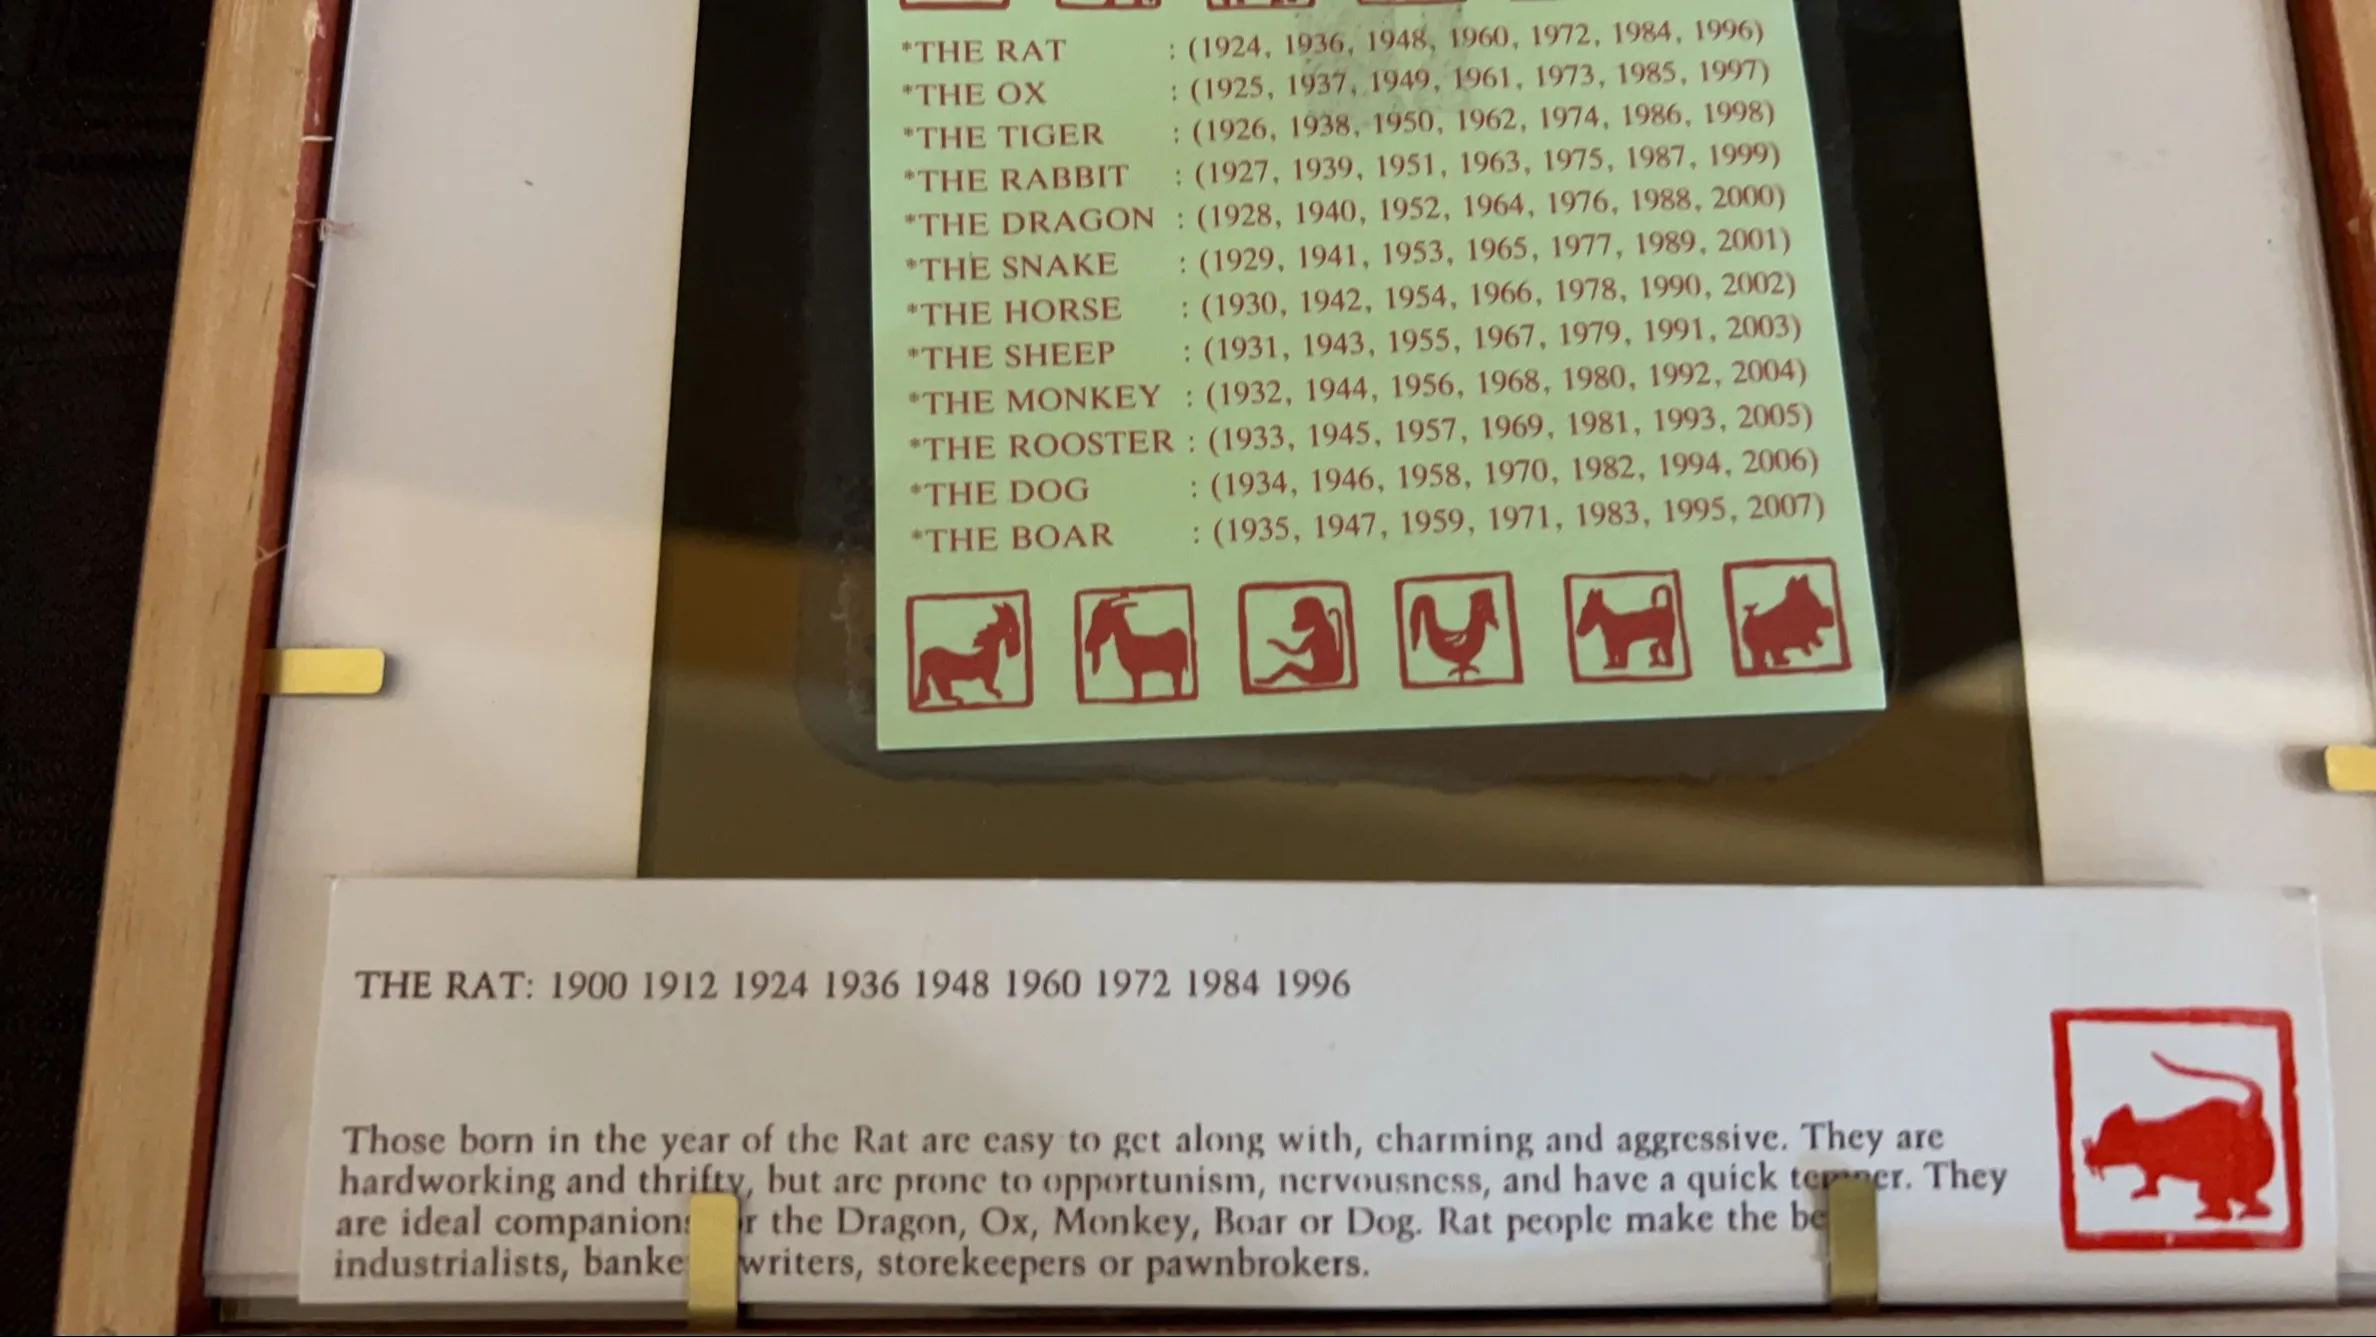 *THE RAT : (1924, 1936, 1948, 1960, 1972, 1984, 1996)
*THE OX : (1925, 1937, 1949, 1961, 1973, 1985, 1997)
*THE TIGER : (1926, 1938, 1950, 1962, 1974, 1986, 1998)
*THE RABBIT : (1927, 1939, 1951, 1963, 1975, 1987, 1999)
*THE DRAGON : (1928, 1940, 1952, 1964, 1976, 1988, 2000)
*THE SNAKE : (1929, 1941, 1953, 1965, 1977, 1989, 2001)
*THE HORSE : (1930, 1942, 1954, 1966, 1978, 1990, 2002)
*THE SHEEP : (1931, 1943, 1955, 1967, 1979, 1991, 2003)
*THE MONKEY : (1932, 1944, 1956, 1968, 1980, 1992, 2004)
*THE ROOSTER : (1933, 1945, 1957, 1969, 1981, 1993, 2005)
*THE DOG : (1934, 1946, 1958, 1970, 1982, 1994, 2006)
*THE BOAR : (1935, 1947, 1959, 1971, 1983, 1995, 2007)
THE RAT: 1900 1912 1924 1936 1948 1960 1972 1984 1996
Those born in the year of the Rat are easy to get along with, charming and aggressive. They are
hardworking and thrifty, but are prone to opportunism, nervousness, and have a quick temper. They
are ideal companions the Dragon, Ox, Monkey, Boar or Dog. Rat people make the
industrialists, writers, storekeepers or pawnbrokers.